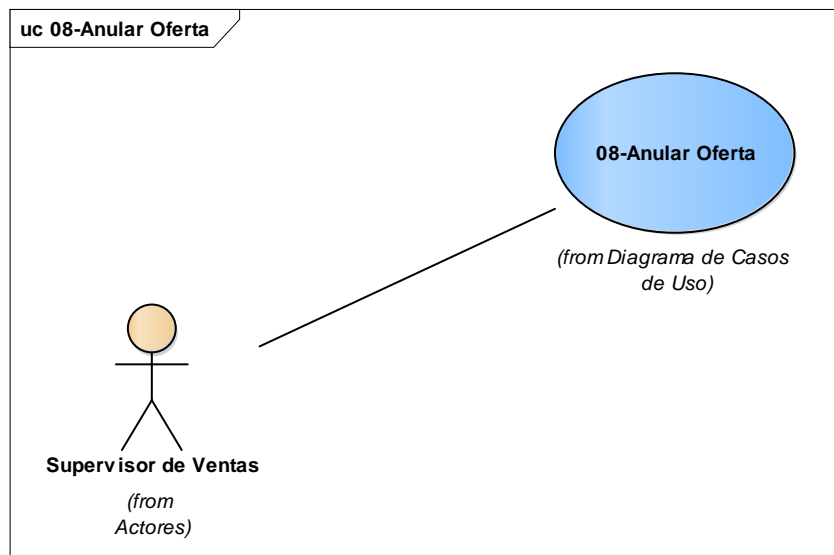 uc 08-Anular Oferta
08-Anular Oferta
(from Diagrama de Casos
de Uso)
Supervisor de Ventas
(from
Actores)